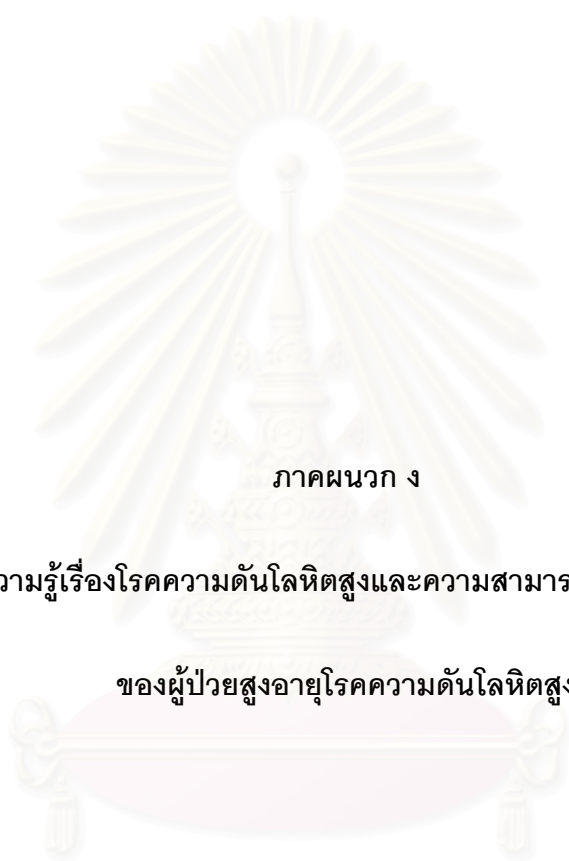 ภาคผนวก ง
วามรู้เรื่องโรคความดันโลหิตสูงและความสามาร
ของผู้ป่วยสูงอายุโรคความดันโลหิตสูง